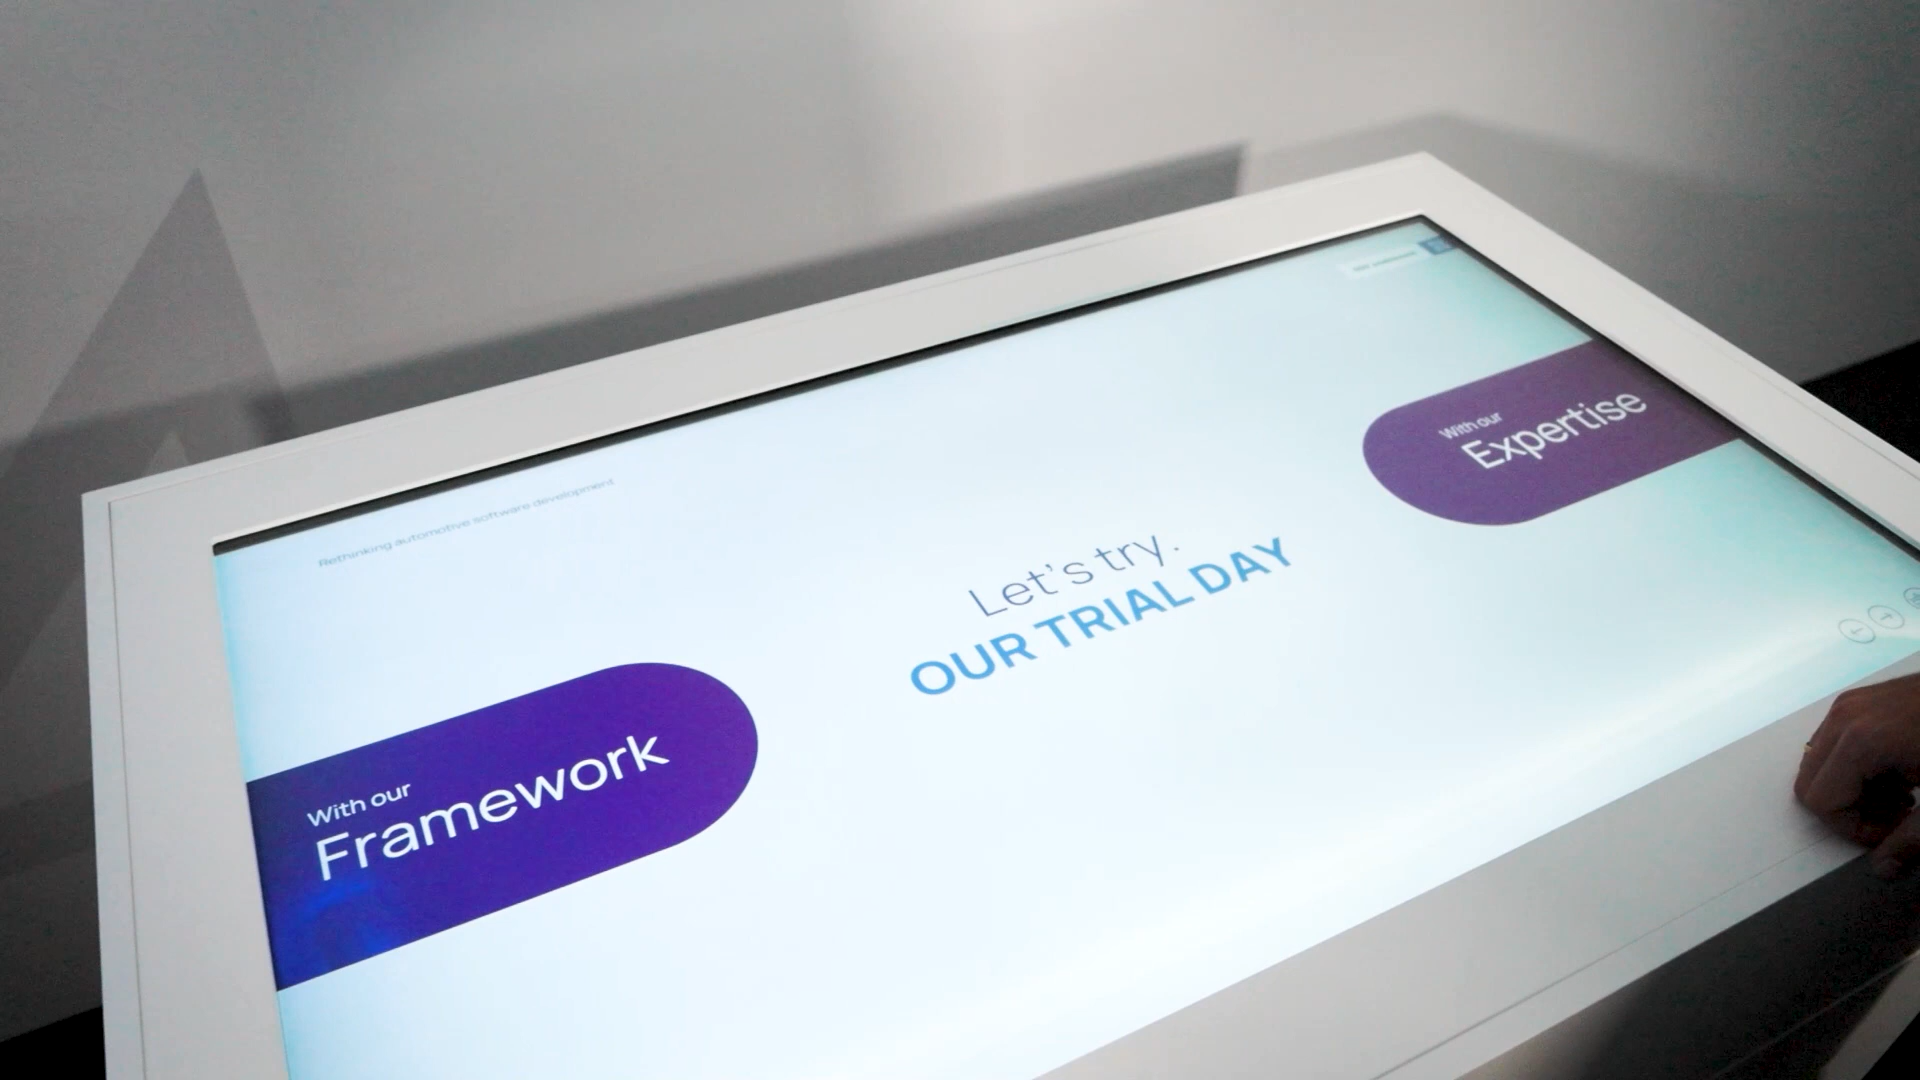 Rethinking automotive software development
With our
Expertise
Let's try.
OUR TRIAL DAY
With our
Framework